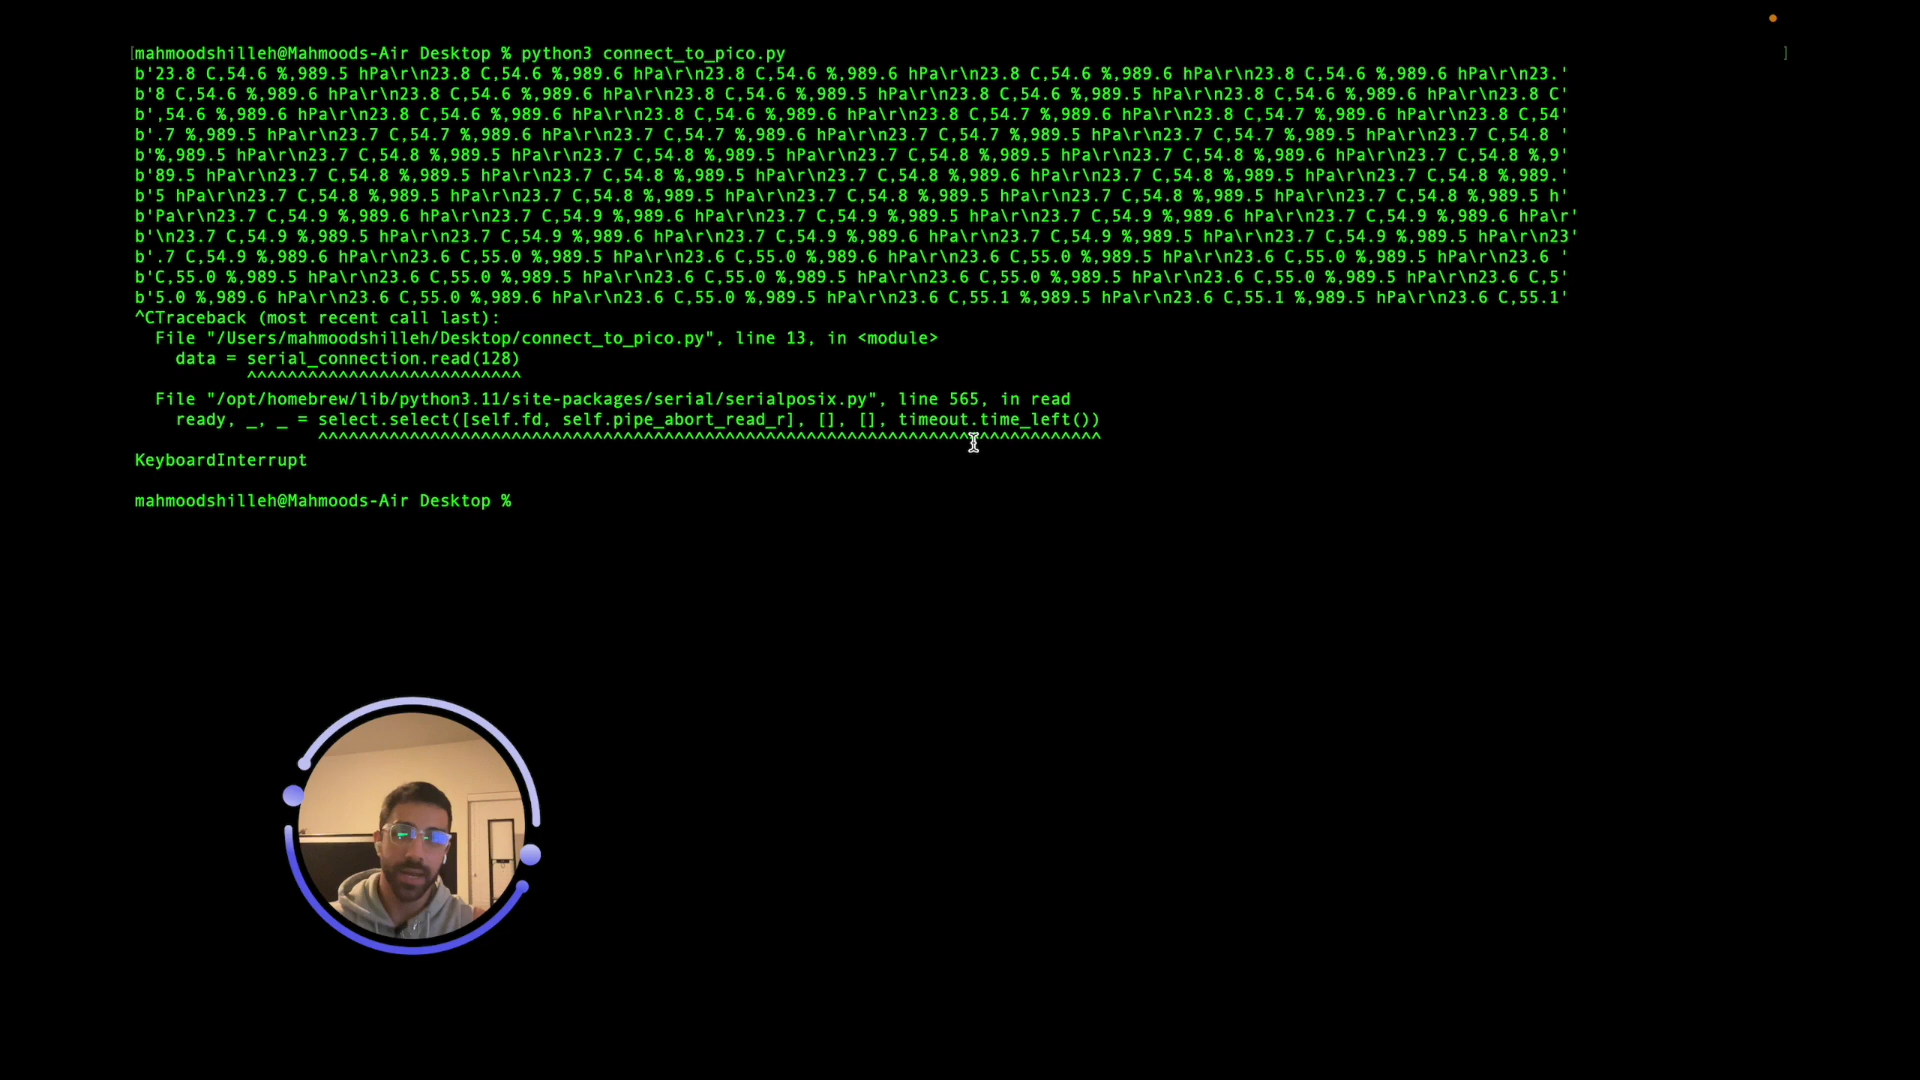 [mahmoodshilleh@Mahmoods-Air Desktop % python3 connect_to_pico.py ]
b'23.8 C,54.6 %,989.5 hPa\r\n23.8 C,54.6 %,989.6 hPa\r\n23.8 C,54.6 %,989.6 hPa\r\n23.8 C,54.6 %,989.6 hPa\r\n23.8 C,54.6 %,989.6 hPa\r\n23.'
b'8 C,54.6 %,989.6 hPa\r\n23.8 C,54.6 %,989.6 hPa\r\n23.8 C,54.6 %,989.5 hPa\r\n23.8 C,54.6 %,989.5 hPa\r\n23.8 C,54.6 %,989.6 hPa\r\n23.8 C'
b',54.6 %,989.6 hPa\r\n23.8 C,54.6 %,989.6 hPa\r\n23.8 C,54.6 %,989.6 hPa\r\n23.8 C,54.7 %,989.6 hPa\r\n23.8 C,54.7 %,989.6 hPa\r\n23.8 C,54'
b'.7 %,989.5 hPa\r\n23.7 C,54.7 %,989.6 hPa\r\n23.7 C,54.7 %,989.6 hPa\r\n23.7 C,54.7 %,989.5 hPa\r\n23.7 C,54.7 %,989.5 hPa\r\n23.7 C,54.8 '
b'%,989.5 hPa\r\n23.7 C,54.8 %,989.5 hPa\r\n23.7 C,54.8 %,989.5 hPa\r\n23.7 C,54.8 %,989.5 hPa\r\n23.7 C,54.8 %,989.6 hPa\r\n23.7 C,54.8 %,9'
b'89.5 hPa\r\n23.7 C,54.8 %,989.5 hPa\r\n23.7 C,54.8 %,989.5 hPa\r\n23.7 C,54.8 %,989.6 hPa\r\n23.7 C,54.8 %,989.5 hPa\r\n23.7 C,54.8 %,989.'
b'5 hPa\r\n23.7 C,54.8 %,989.5 hPa\r\n23.7 C,54.8 %,989.5 hPa\r\n23.7 C,54.8 %,989.5 hPa\r\n23.7 C,54.8 %,989.5 hPa\r\n23.7 C,54.8 %,989.5 h'
b'Pa\r\n23.7 C,54.9 %,989.6 hPa\r\n23.7 C,54.9 %,989.6 hPa\r\n23.7 C,54.9 %,989.5 hPa\r\n23.7 C,54.9 %,989.6 hPa\r\n23.7 C,54.9 %,989.6 hPa\r'
b'\n23.7 C,54.9 %,989.5 hPa\r\n23.7 C,54.9 %,989.6 hPa\r\n23.7 C,54.9 %,989.6 hPa\r\n23.7 C,54.9 %,989.5 hPa\r\n23.7 C,54.9 %,989.5 hPa\r\n23'
b'.7 C,54.9 %,989.6 hPa\r\n23.6 C,55.0 %,989.6 hPa\r\n23.6 C,55.0 %,989.6 hPa\r\n23.6 C,55.0 %,989.5 hPa\r\n23.6 C,55.0 %,989.5 hPa\r\n23.6 '
b'C,55.0 %,989.5 hPa\r\n23.6 C,55.0 %,989.5 hPa\r\n23.6 C,55.0 %,989.5 hPa\r\n23.6 C,55.0 %,989.5 hPa\r\n23.6 C,55.0 %,989.5 hPa\r\n23.6 C,5'
b'5.0 %,989.6 hPa\r\n23.6 C,55.0 %,989.6 hPa\r\n23.6 C,55.0 %,989.5 hPa\r\n23.6 C,55.1 %,989.5 hPa\r\n23.6 C,55.1 %,989.5 hPa\r\n23.6 C,55.1'
^CTraceback (most recent call last):
  File "/Users/mahmoodshilleh/Desktop/connect_to_pico.py", line 13, in <module>
    data = serial_connection.read(128)
           ^^^^^^^^^^^^^^^^^^^^^^^^^^^
  File "/opt/homebrew/lib/python3.11/site-packages/serial/serialposix.py", line 565, in read
    ready, _, _ = select.select([self.fd, self.pipe_abort_read_r], [], [], timeout.time_left())
                  ^^^^^^^^^^^^^^^^^^^^^^^^^^^^^^^^^^^^^^^^^^^^^^^^^^^^^^^^^^^^^^^^^^^^^^^^^^^^^
KeyboardInterrupt
mahmoodshilleh@Mahmoods-Air Desktop %